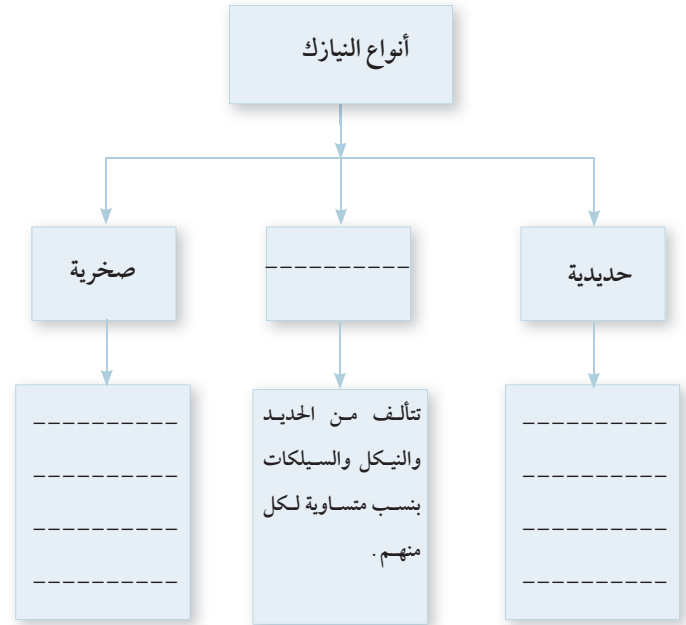 أنواع النيازك
حديدية
----------
صخرية
----------
----------
----------
----------
تتألف من الحديد
والنيكل والسيلكات
بنسب متساوية لكل
منهم.
----------
----------
----------
----------